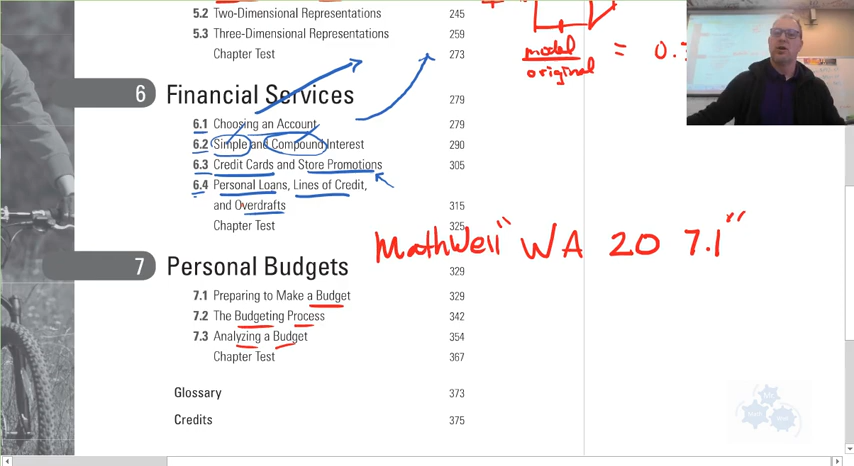 5.2 Two-Dimensional Representations 245
5.3 Three-Dimensional Representations 259
Chapter Test 273
model
original
= 0.
6 Financial Services 279
6.1 Choosing an Account 279
6.2 Simple and Compound Interest 290
6.3 Credit Cards and Store Promotions 305
6.4 Personal Loans, Lines of Credit,
and Overdrafts 315
Chapter Test 325
MathWell" WA 20 7.1"
7 Personal Budgets 329
7.1 Preparing to Make a Budget 329
7.2 The Budgeting Process 342
7.3 Analyzing a Budget 354
Chapter Test 367
Glossary 373
Credits 375